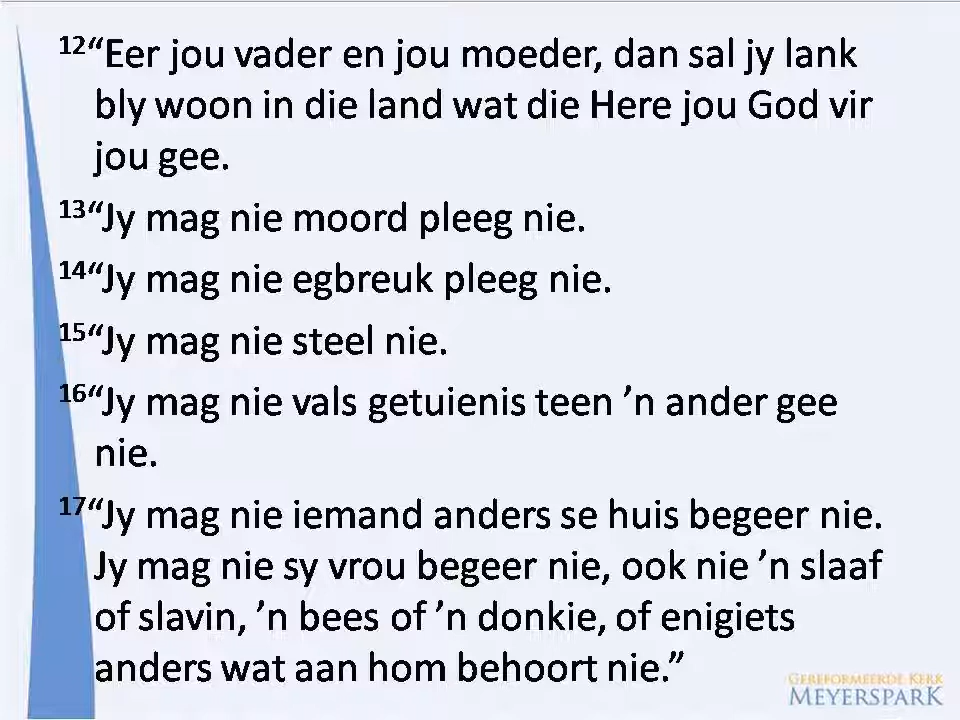 12“Eer jou vader en jou moeder, dan sal jy lank
bly woon in die land wat die Here jou God vir
jou gee.
13“Jy mag nie moord pleeg nie.
14“Jy mag nie egbreuk pleeg nie.
15“Jy mag nie steel nie.
16“Jy mag nie vals getuienis teen ’n ander gee
nie.
17“Jy mag nie iemand anders se huis begeer nie.
Jy mag nie sy vrou begeer nie, ook nie ’n slaaf
of slavin, ’n bees of ’n donkie, of enigiets
anders wat aan hom behoort nie.”
GEREFORMEERDE KERK
MEYERSPARK